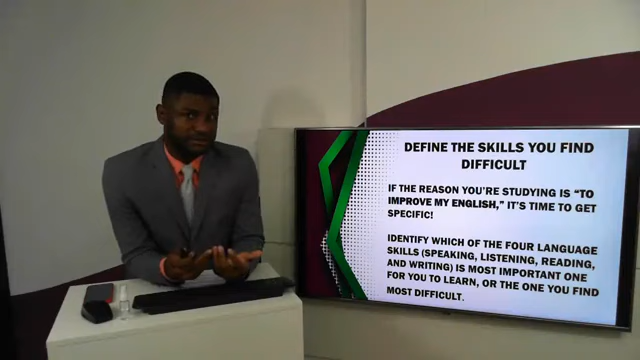 DEFINE THE SKILLS YOU FIND
DIFFICULT
IF THE REASON YOU'RE STUDYING IS "TO
IMPROVE MY ENGLISH," IT'S TIME TO GET
SPECIFIC!
IDENTIFY WHICH OF THE FOUR LANGUAGE
SKILLS (SPEAKING, LISTENING, READING,
AND WRITING) IS MOST IMPORTANT ONE
FOR YOU TO LEARN, OR THE ONE YOU FIND
MOST DIFFICULT.